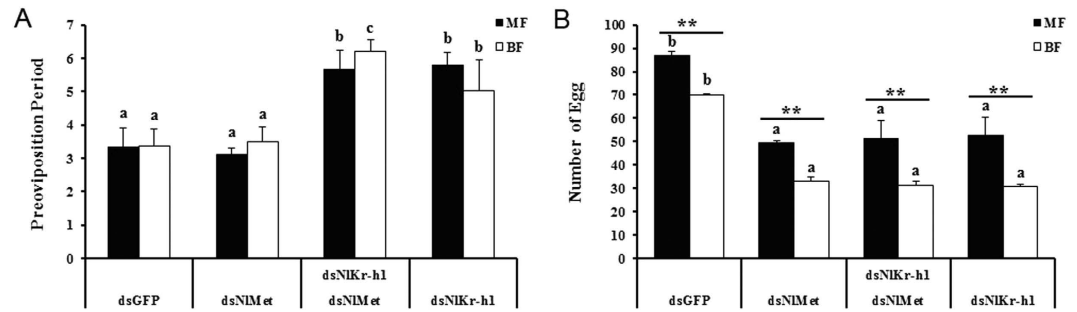 A
Preoviposition Period
7
6
5
4
3
2
1
0
a a a a b c b b
MF
BF
dsGFP
dsNlMet
dsNlKr-h1
dsNlMet
dsNlKr-h1
B
Number of Egg
100
90
80
70
60
50
40
30
20
10
0
** ** ** **
b b a a a a a a
MF
BF
dsGFP
dsNlMet
dsNlKr-h1
dsNlMet
dsNlKr-h1